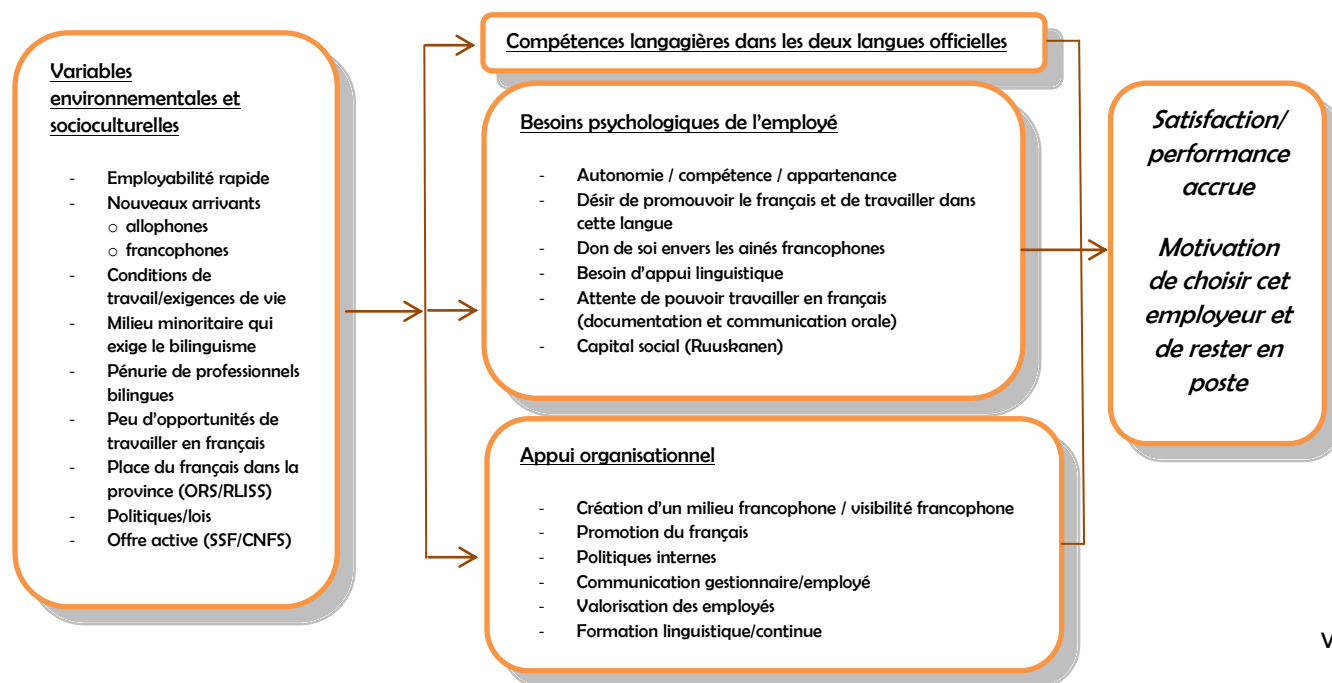 Variables
environnementales et
socioculturelles
- Employabilité rapide
- Nouveaux arrivants
o allophones
o francophones
- Conditions de
travail/exigences de vie
- Milieu minoritaire qui
exige le bilinguisme
- Pénurie de professionnels
bilingues
- Peu d’opportunités de
travailler en français
- Place du français dans la
province (ORS/RLISS)
- Politiques/lois
- Offre active (SSF/CNFS)
Compétences langagières dans les deux langues officielles
Besoins psychologiques de l’employé
- Autonomie / compétence / appartenance
- Désir de promouvoir le français et de travailler dans
cette langue
- Don de soi envers les ainés francophones
- Besoin d’appui linguistique
- Attente de pouvoir travailler en français
(documentation et communication orale)
- Capital social (Ruuskanen)
Appui organisationnel
- Création d’un milieu francophone / visibilité francophone
- Promotion du français
- Politiques internes
- Communication gestionnaire/employé
- Valorisation des employés
- Formation linguistique/continue
Satisfaction/
performance
accrue
Motivation
de choisir cet
employeur et
de rester en
poste
V